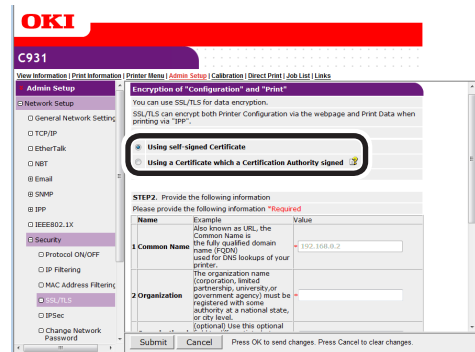 OKI
C931
View Information | Print Information | Printer Menu | Admin Setup | Calibration | Direct Print | Job List | Links
Admin Setup
Network Setup
General Network Setting
TCP/IP
EtherTalk
NBT
Email
SNMP
IPP
IEEE802.1X
Security
Protocol ON/OFF
IP Filtering
MAC Address Filtering
SSL/TLS
IPSec
Change Network
Password
Encryption of "Configuration" and "Print"
You can use SSL/TLS for data encryption.
SSL/TLS can encrypt both Printer Configuration via the webpage and Print Data when
printing via "IPP".
Using self-signed Certificate
Using a Certificate which a Certification Authority signed
STEP2. Provide the following information
Please provide the following information *Required
Name Example Value
Also known as URL, the
Common Name is
the fully qualified domain
name (FQDN)
used for DNS lookups of your
printer.
1 Common Name
192.168.0.2
The organization name
(corporation, limited
partnership, university,or
government agency) must be
registered with some
authority at a national state,
or city level.
2 Organization
(optional) Use this optional
Submit Cancel Press OK to send changes. Press Cancel to clear changes.